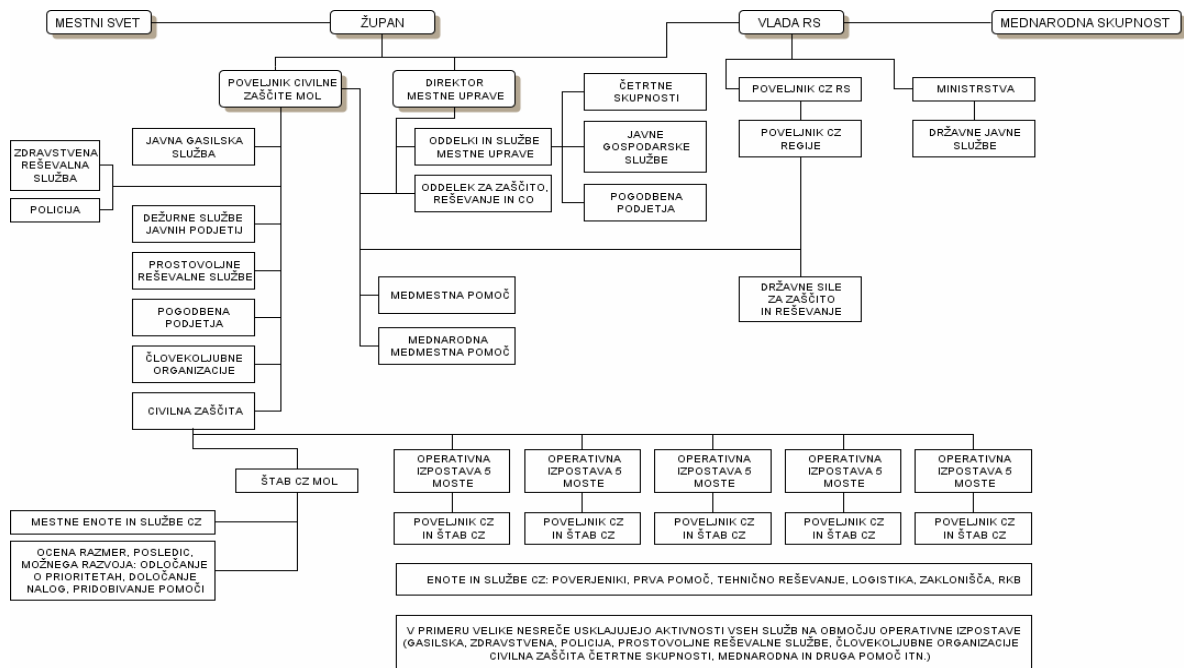 MESTNI SVET
ŽUPAN
VLADA RS
MEDNARODNA SKUPNOST
POVELJNIK CIVILNE
ZAŠČITE MOL
DIREKTOR
MESTNE UPRAVE
ČETRTNE
SKUPNOSTI
POVELJNIK CZ RS
MINISTRSTVA
JAVNA GASILSKA
SLUŽBA
ODDELKI IN SLUŽBE
MESTNE UPRAVE
JAVNE
GOSPODARSKE
SLUŽBE
POVELJNIK CZ
REGIJE
DRŽAVNE JAVNE
SLUŽBE
ZDRAVSTVENA
REŠEVALNA
SLUŽBA
POLICIJA
ODDELEK ZA ZAŠČITO,
REŠEVANJE IN CO
POGODBENA
PODJETJA
DEŽURNE SLUŽBE
JAVNIH PODJETIJ
PROSTOVOLJNE
REŠEVALNE SLUŽBE
MEDMESTNA POMOČ
DRŽAVNE SILE
ZA ZAŠČITO
IN REŠEVANJE
POGODBENA
PODJETJA
MEDNARODNA
MEDMESTNA POMOČ
ČLOVEKOLJUBNE
ORGANIZACIJE
CIVILNA ZAŠČITA
ŠTAB CZ MOL
OPERATIVNA
IZPOSTAVA 5
MOSTE
OPERATIVNA
IZPOSTAVA 5
MOSTE
OPERATIVNA
IZPOSTAVA 5
MOSTE
OPERATIVNA
IZPOSTAVA 5
MOSTE
OPERATIVNA
IZPOSTAVA 5
MOSTE
MESTNE ENOTE IN SLUŽBE CZ
POVELJNIK CZ
IN ŠTAB CZ
POVELJNIK CZ
IN ŠTAB CZ
POVELJNIK CZ
IN ŠTAB CZ
POVELJNIK CZ
IN ŠTAB CZ
POVELJNIK CZ
IN ŠTAB CZ
OCENA RAZMER, POSLEDIC,
MOŽNEGA RAZVOJA: ODLOČANJE
O PRIORITETAH, DOLOČANJE
NALOG, PRIDOBIVANJE POMOČI
ENOTE IN SLUŽBE CZ: POVERJENIKI, PRVA POMOČ, TEHNIČNO REŠEVANJE, LOGISTIKA, ZAKLONIŠČA, RKB
V PRIMERU VELIKE NESREČE USKLAJUJEJO AKTIVNOSTI VSEH SLUŽB NA OBMOČJU OPERATIVNE IZPOSTAVE
(GASILSKA, ZDRAVSTVENA, POLICIJA, PROSTOVOLJNE REŠEVALNE SLUŽBE, ČLOVEKOLJUBNE ORGANIZACIJE
CIVILNA ZAŠČITA ČETRTNE SKUPNOSTI, MEDNARODNA IN DRUGA POMOČ ITN.)